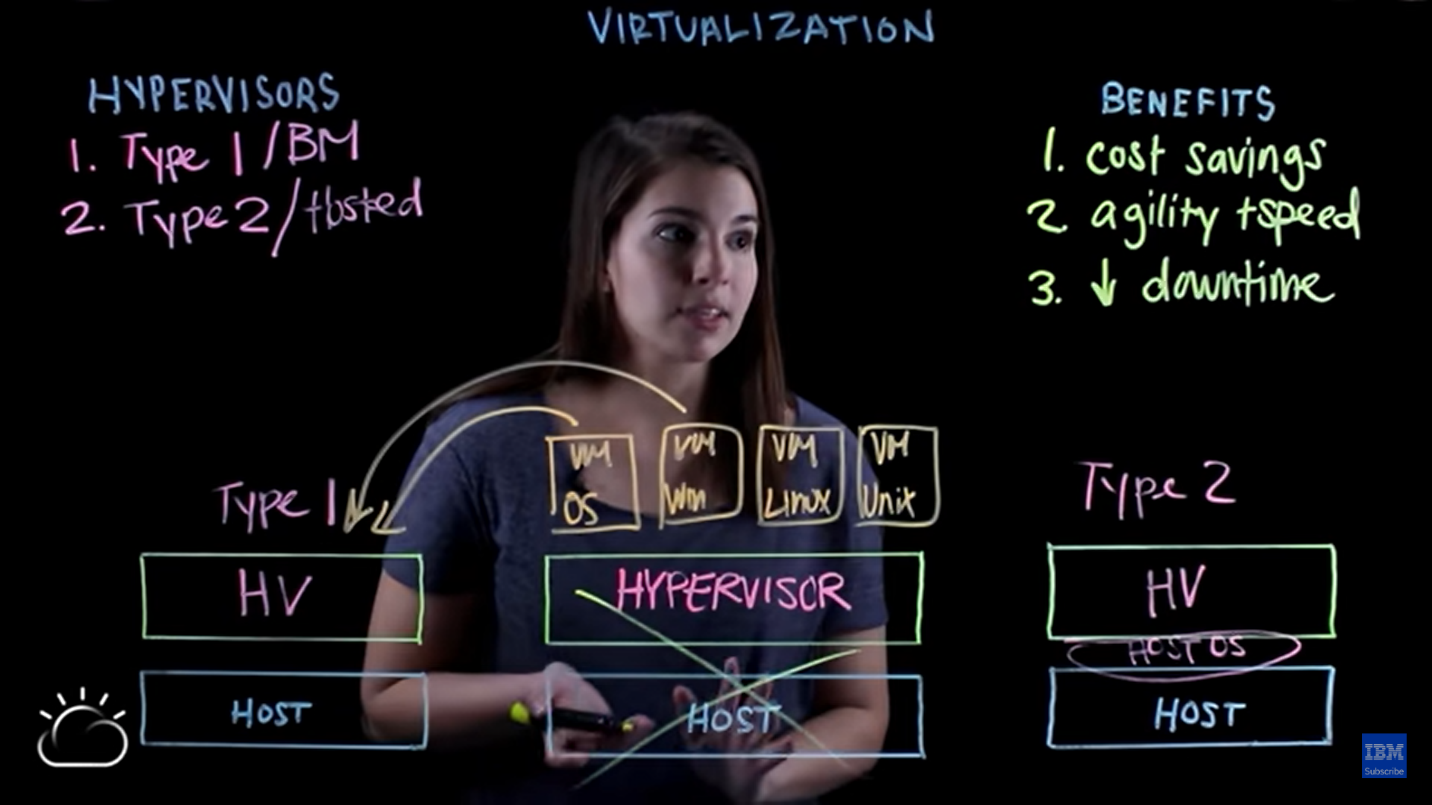 VIRTUALIZATION
HYPERVISORS
1. Type 1/BM
2. Type 2/Hosted
BENEFITS
1. cost savings
2. agility +speed
3. ↓ downtime
Type 1
HV
HOST
VM
OS
VM
Win
VM
Linux
VM
Unix
HYPERVISOR
HOST
Type 2
HV
HOST OS
HOST
IBM
Subscribe